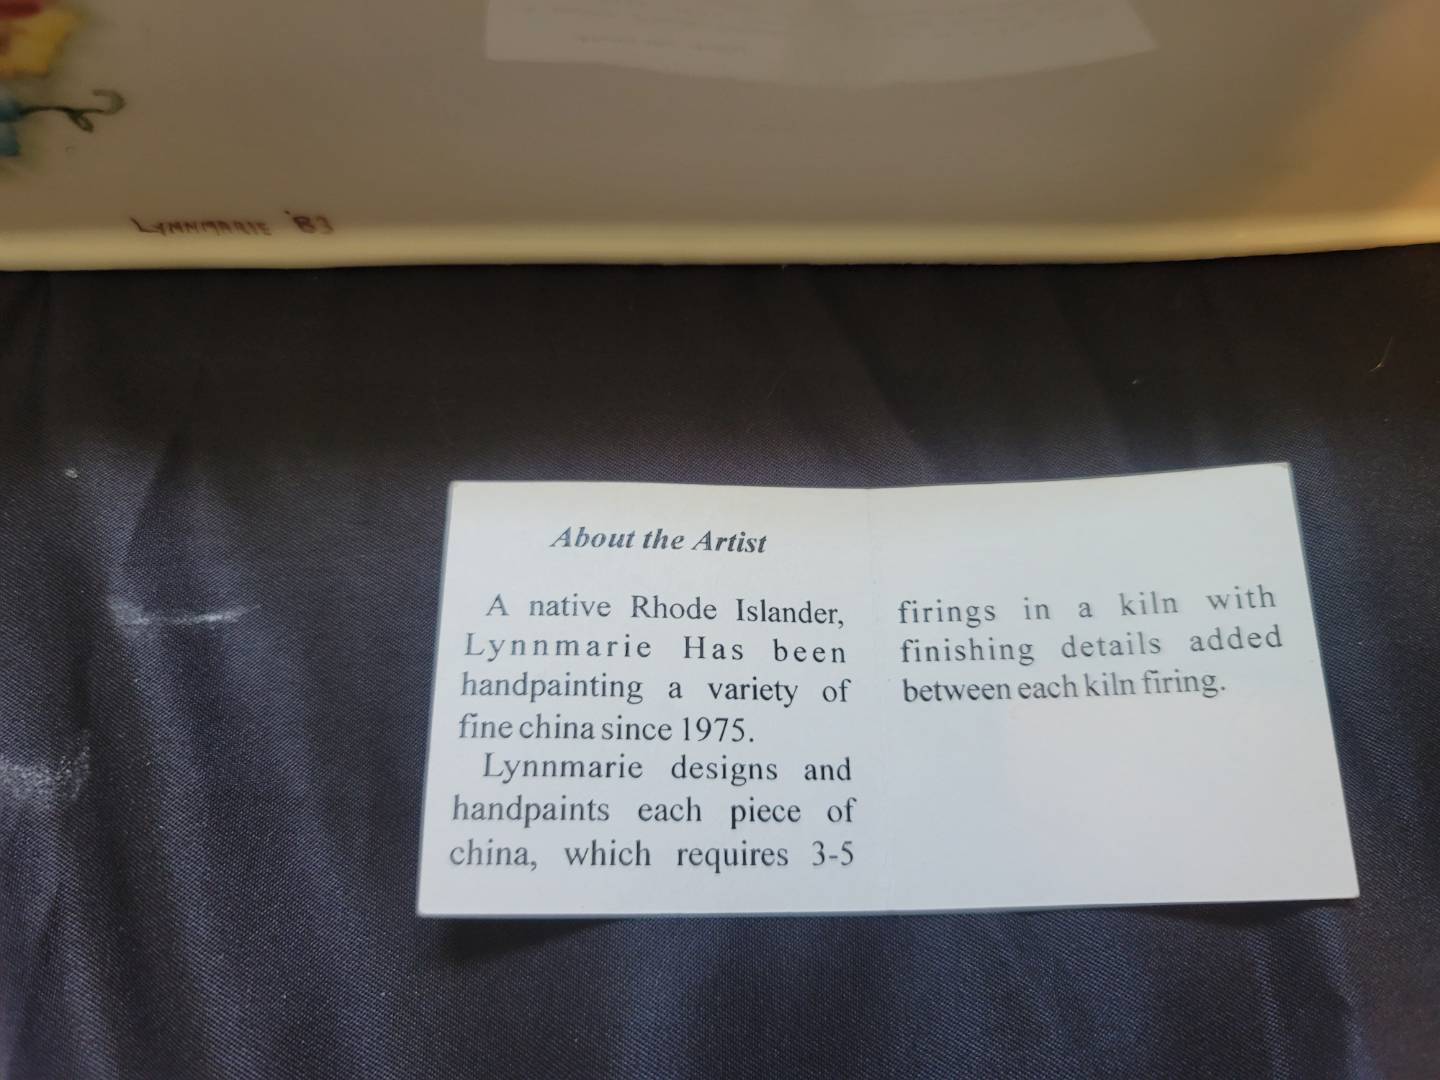 LYNNMARIE '83
About the Artist
A native Rhode Islander,
Lynnmarie Has been
handpainting a variety of
fine china since 1975.
Lynnmarie designs and
handpaints each piece of
china, which requires 3-5
firings in a kiln with
finishing details added
between each kiln firing.